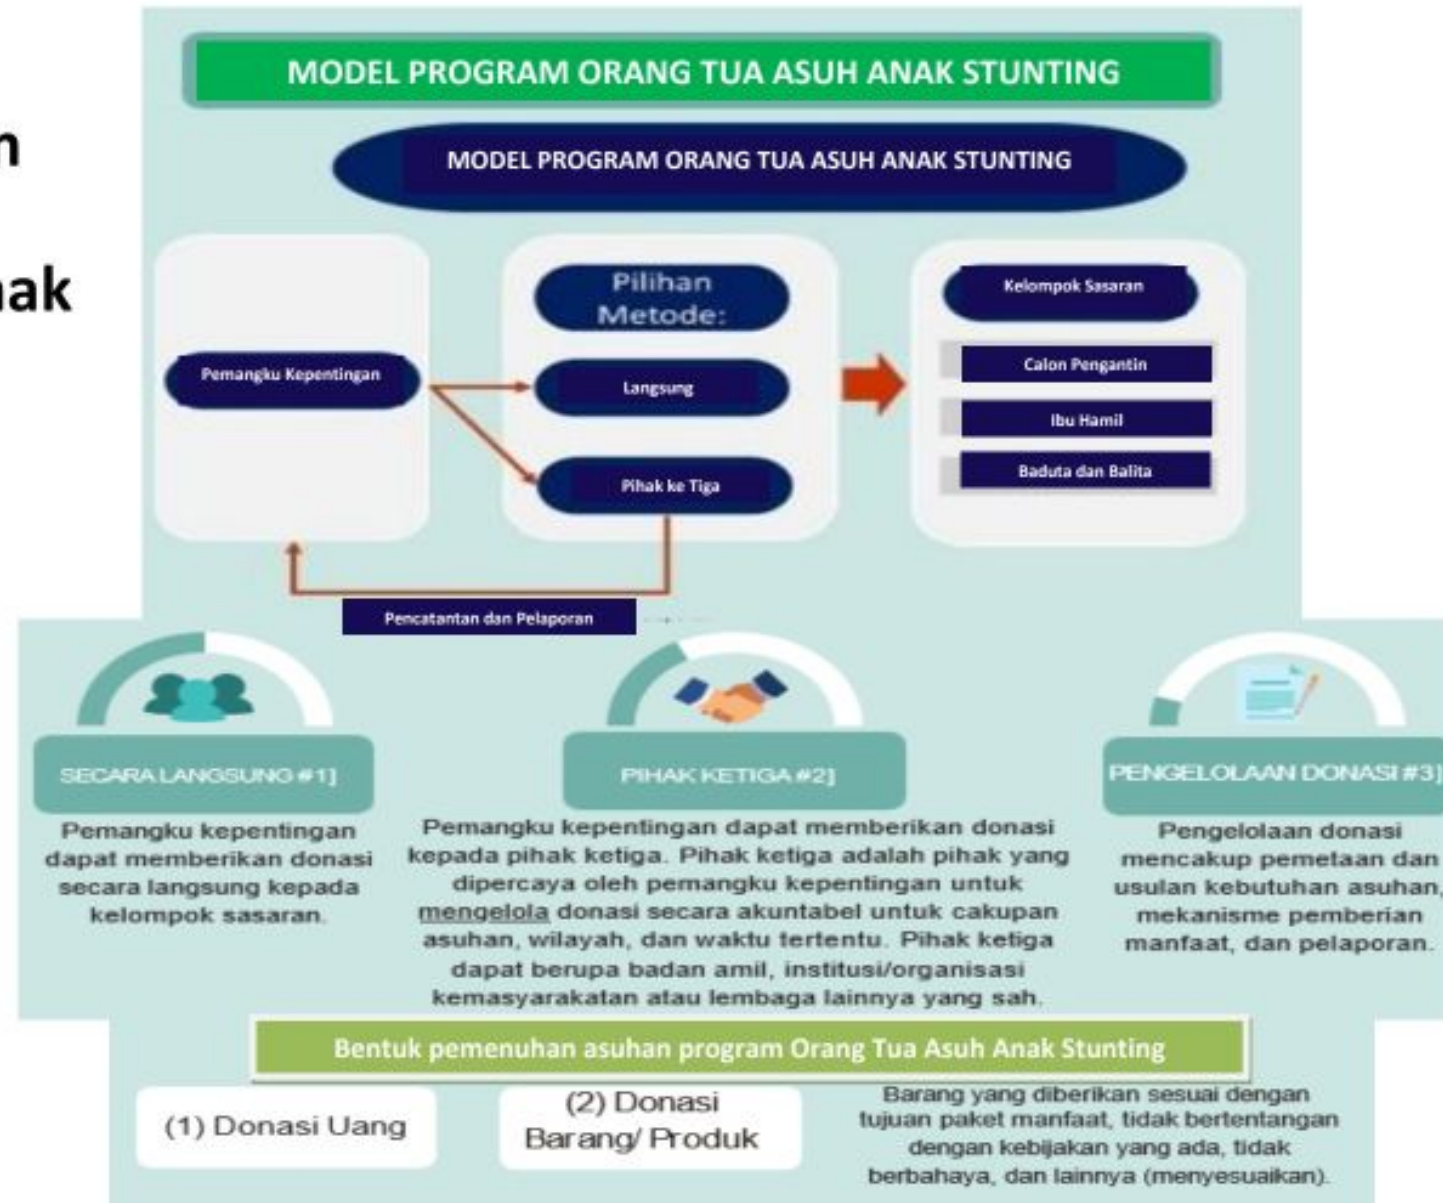 n
nak
MODEL PROGRAM ORANG TUA ASUH ANAK STUNTING
MODEL PROGRAM ORANG TUA ASUH ANAK STUNTING
Pemangku Kepentingan
Pilihan
Metode:
Langsung
Pihak ke Tiga
Kelompok Sasaran
Calon Pengantin
Ibu Hamil
Baduta dan Balita
Pencatantan dan Pelaporan
SECARA LANGSUNG #1]
Pemangku kepentingan
dapat memberikan donasi
secara langsung kepada
kelompok sasaran.
PIHAK KETIGA #2]
Pemangku kepentingan dapat memberikan donasi
kepada pihak ketiga. Pihak ketiga adalah pihak yang
dipercaya oleh pemangku kepentingan untuk
mengelola donasi secara akuntabel untuk cakupan
asuhan, wilayah, dan waktu tertentu. Pihak ketiga
dapat berupa badan amil, institusi/organisasi
kemasyarakatan atau lembaga lainnya yang sah.
PENGELOLAAN DONASI #3]
Pengelolaan donasi
mencakup pemetaan dan
usulan kebutuhan asuhan,
mekanisme pemberian
manfaat, dan pelaporan.
Bentuk pemenuhan asuhan program Orang Tua Asuh Anak Stunting
(1) Donasi Uang
(2) Donasi
Barang/ Produk
Barang yang diberikan sesuai dengan
tujuan paket manfaat, tidak bertentangan
dengan kebijakan yang ada, tidak
berbahaya, dan lainnya (menyesuaikan).